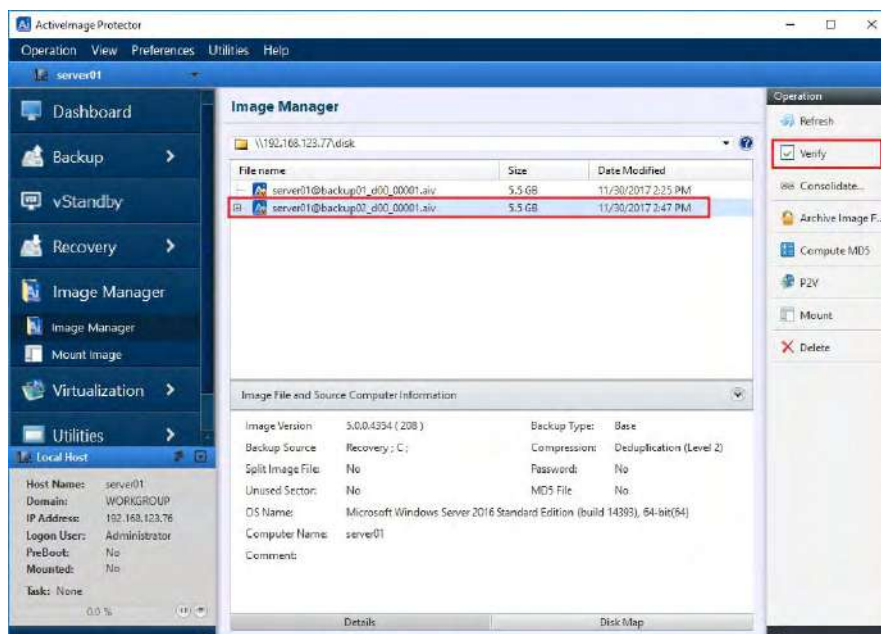 ActiveImage Protector
Operation View Preferences Utilities Help
server01
Dashboard
Backup
vStandby
Recovery
Image Manager
Image Manager
Mount Image
Virtualization
Utilities
Local Host
Host Name: server01
Domain: WORKGROUP
IP Address: 192.168.123.76
Logon User: Administrator
PreBoot: No
Mounted: No
Task: None
0.0 %
Image Manager
\\192.168.123.77\disk
File name Size Date Modified
server01@backup01_d00_00001.aiv 5.5 GB 11/30/2017 2:25 PM
server01@backup02_d00_00001.aiv 5.5 GB 11/30/2017 2:47 PM
Image File and Source Computer Information
Image Version 5.0.0.4354 ( 208 ) Backup Type: Base
Backup Source Recovery ; C: ; Compression: Deduplication (Level 2)
Split Image File: No Password: No
Unused Sector: No MD5 File No
OS Name: Microsoft Windows Server 2016 Standard Edition (build 14393), 64-bit(64)
Computer Name: server01
Comment:
Details Disk Map
Operation
Refresh
Verify
Consolidate...
Archive Image F...
Compute MD5
P2V
Mount
Delete